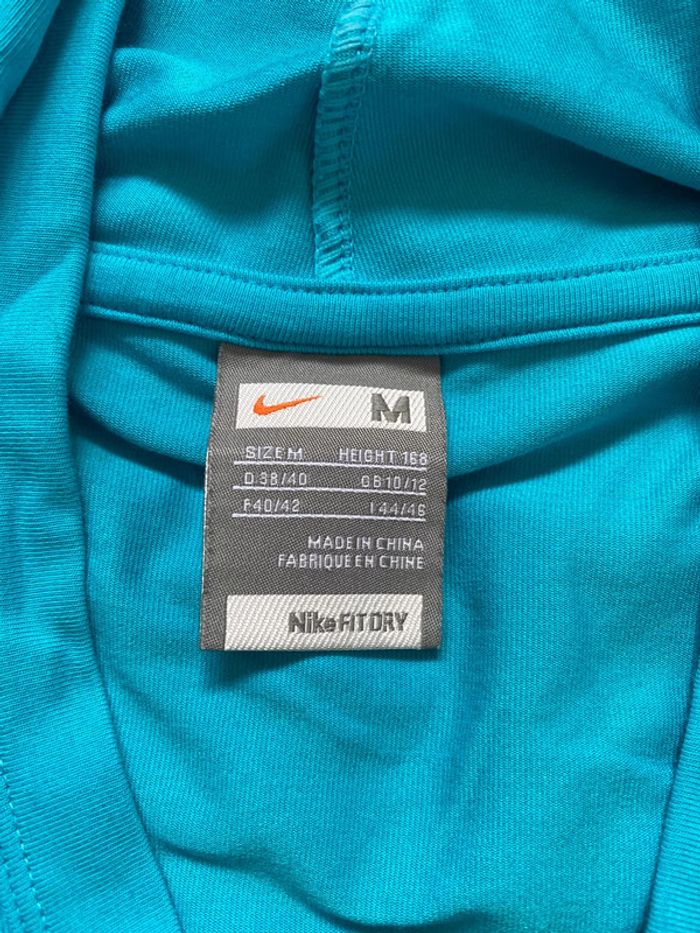 M
SIZE M HEIGHT 168
D 38/40 GB 10/12
F 40/42 I 44/46
MADE IN CHINA
FABRIQUE EN CHINE
Nike FIT DRY